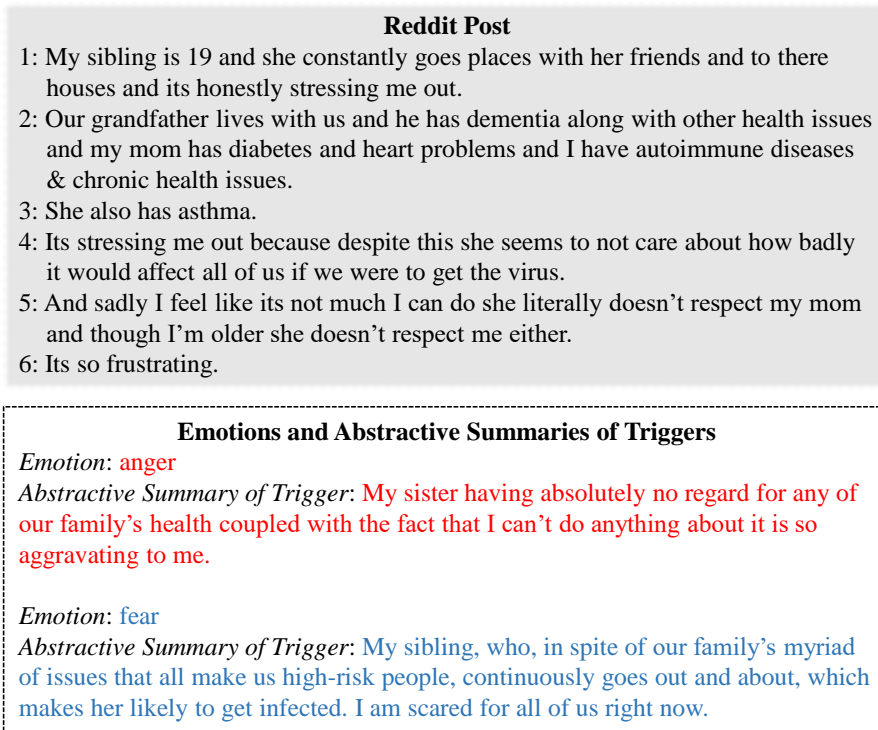 Reddit Post
1: My sibling is 19 and she constantly goes places with her friends and to there
houses and its honestly stressing me out.
2: Our grandfather lives with us and he has dementia along with other health issues
and my mom has diabetes and heart problems and I have autoimmune diseases
& chronic health issues.
3: She also has asthma.
4: Its stressing me out because despite this she seems to not care about how badly
it would affect all of us if we were to get the virus.
5: And sadly I feel like its not much I can do she literally doesn't respect my mom
and though I'm older she doesn't respect me either.
6: Its so frustrating.
Emotions and Abstractive Summaries of Triggers
Emotion: anger
Abstractive Summary of Trigger: My sister having absolutely no regard for any of
our family's health coupled with the fact that I can't do anything about it is so
aggravating to me.
Emotion: fear
Abstractive Summary of Trigger: My sibling, who, in spite of our family's myriad
of issues that all make us high-risk people, continuously goes out and about, which
makes her likely to get infected. I am scared for all of us right now.